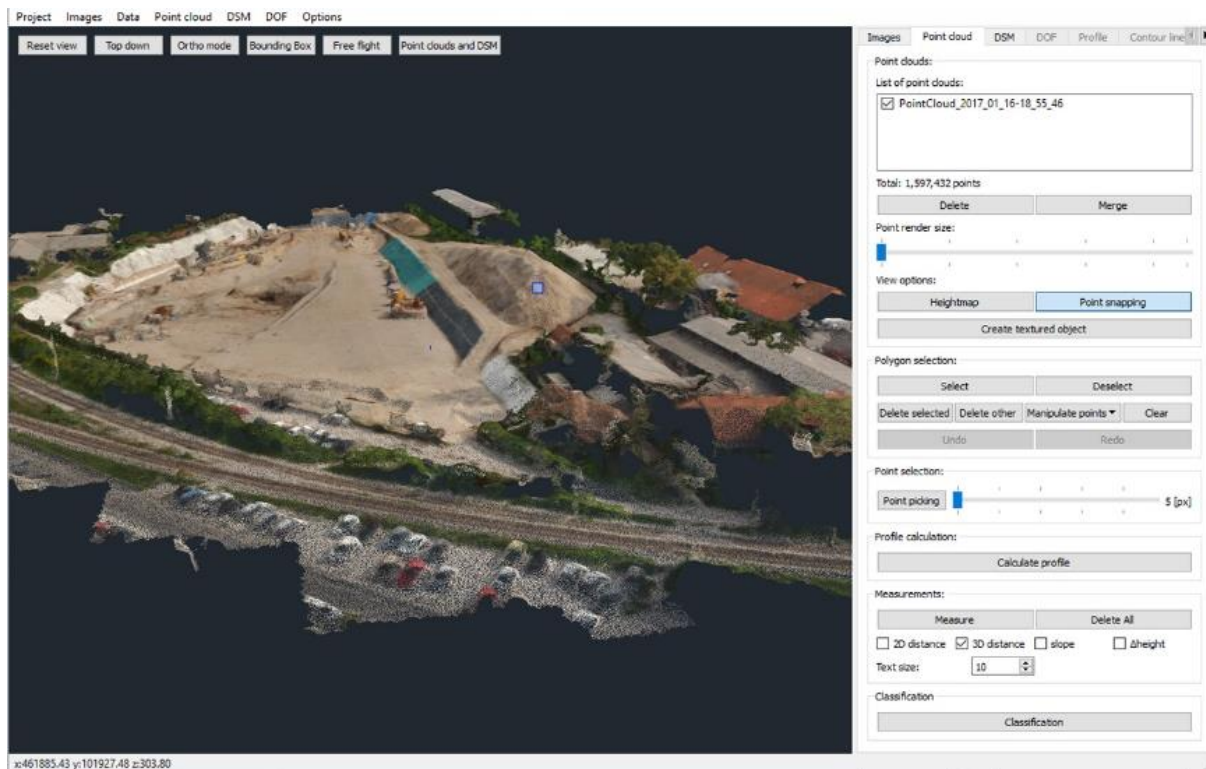 Project Images Data Point cloud DSM DOF Options
Reset view Top down Ortho mode Bounding Box Free flight Point clouds and DSM
Images Point cloud DSM DOF Profile Contour line
Point clouds:
List of point clouds:
PointCloud_2017_01_16-18_55_46
Total: 1,597,432 points
Delete Merge
Point render size:
View options:
Heightmap Point snapping
Create textured object
Polygon selection:
Select Deselect
Delete selected Delete other Manipulate points Clear
Undo Redo
Point selection:
Point picking 5 [px]
Profile calculation:
Calculate profile
Measurements:
Measure Delete All
2D distance 3D distance slope Δheight
Text size: 10
Classification
Classification
x:461885.43 y:101927.48 z:303.80